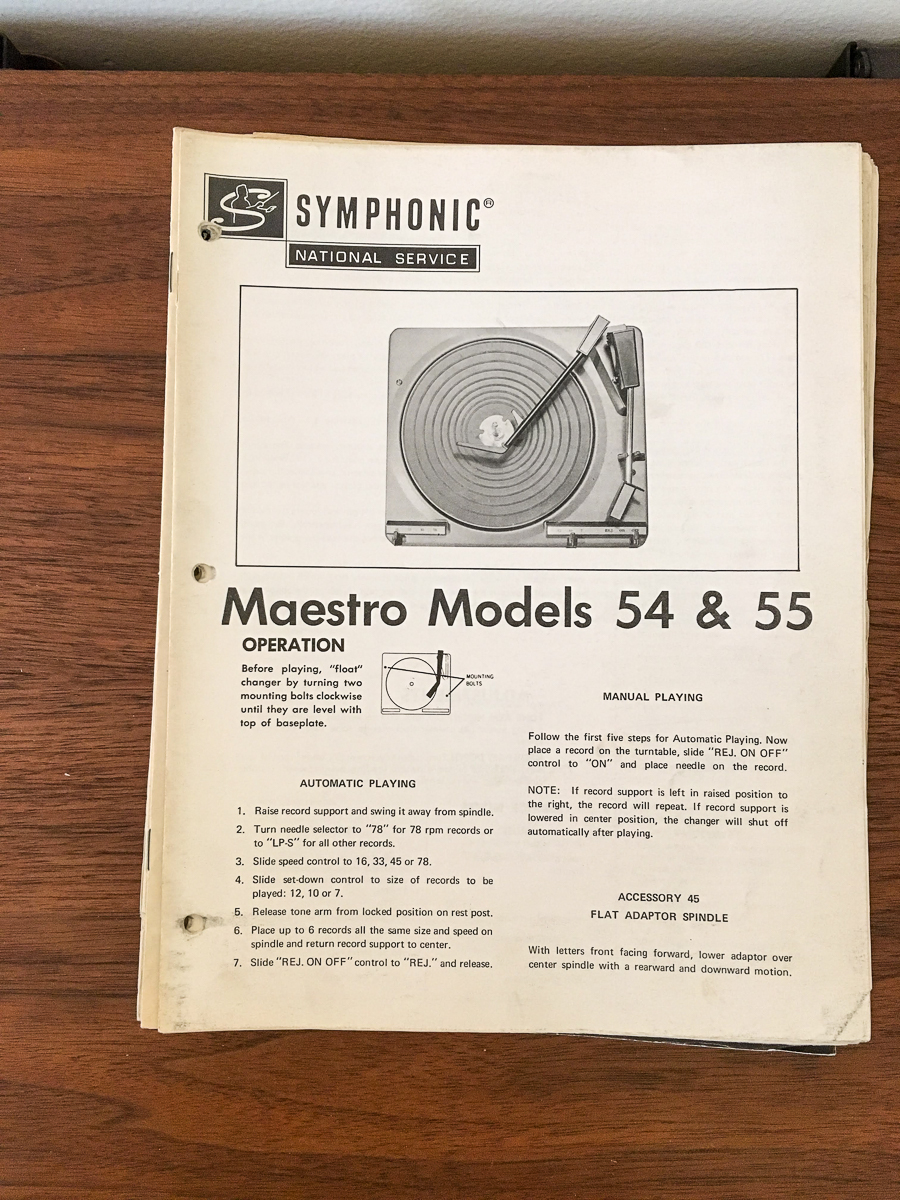 SYMPHONIC®
NATIONAL SERVICE
Maestro Models 54 & 55
OPERATION
Before playing, "float"
changer by turning two
mounting bolts clockwise
until they are level with
top of baseplate.
MOUNTING
BOLTS
AUTOMATIC PLAYING
1. Raise record support and swing it away from spindle.
2. Turn needle selector to "78" for 78 rpm records or
to "LP-S" for all other records.
3. Slide speed control to 16, 33, 45 or 78.
4. Slide set-down control to size of records to be
played: 12, 10 or 7.
5. Release tone arm from locked position on rest post.
6. Place up to 6 records all the same size and speed on
spindle and return record support to center.
7. Slide "REJ. ON OFF" control to "REJ." and release.
MANUAL PLAYING
Follow the first five steps for Automatic Playing. Now
place a record on the turntable, slide "REJ. ON OFF"
control to "ON" and place needle on the record.
NOTE: If record support is left in raised position to
the right, the record will repeat. If record support is
lowered in center position, the changer will shut off
automatically after playing.
ACCESSORY 45
FLAT ADAPTOR SPINDLE
With letters front facing forward, lower adaptor over
center spindle with a rearward and downward motion.